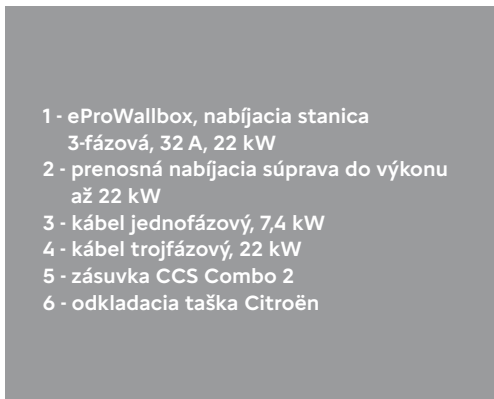 1 - eProWallbox, nabíjacia stanica
3-fázová, 32 A, 22 kW
2 - prenosná nabíjacia súprava do výkonu
až 22 kW
3 - kábel jednofázový, 7,4 kW
4 - kábel trojfázový, 22 kW
5 - zásuvka CCS Combo 2
6 - odkladacia taška Citroën